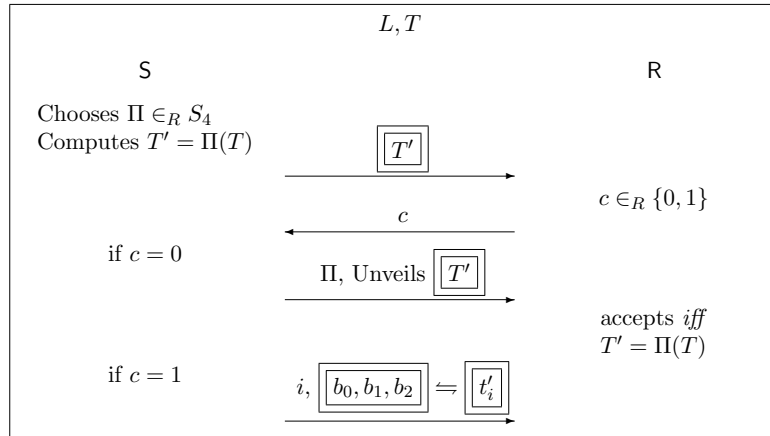 L, T
S R
Chooses Π ∈_R S_4
Computes T′ = Π(T)
T′
c ∈_R {0, 1}
c
if c = 0
Π, Unveils T′
accepts iff
T′ = Π(T)
if c = 1
i, b_0, b_1, b_2 ⇋ t′_i